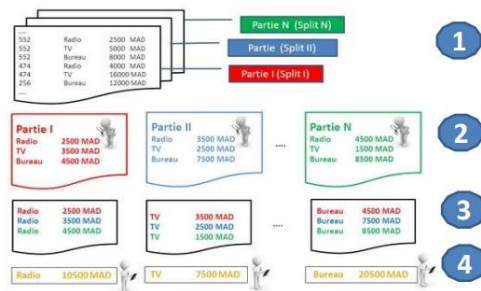 ....
552 Radio 2500 MAD
552 TV 5000 MAD
552 Bureau 8000 MAD
474 Radio 4000 MAD
474 TV 16000 MAD
256 Bureau 12000 MAD
....
Partie N (Split N)
Partie (Split II)
Partie I (Split I)
1
Partie I
Radio 2500 MAD
TV 3500 MAD
Bureau 4500 MAD
Partie II
Radio 3500 MAD
TV 2500 MAD
Bureau 7500 MAD
....
Partie N
Radio 4500 MAD
TV 1500 MAD
Bureau 8500 MAD
2
Radio 2500 MAD
Radio 3500 MAD
Radio 4500 MAD
TV 3500 MAD
TV 2500 MAD
TV 1500 MAD
....
Bureau 4500 MAD
Bureau 7500 MAD
Bureau 8500 MAD
3
Radio 10500 MAD
TV 7500 MAD
Bureau 20500 MAD
4